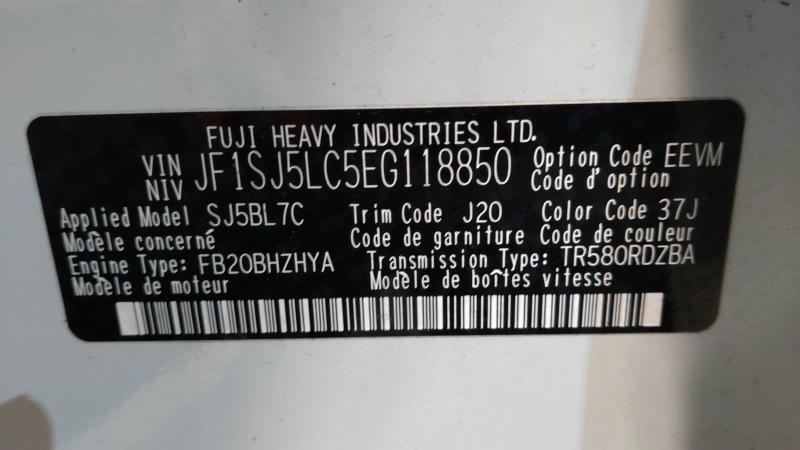 FUJI HEAVY INDUSTRIES LTD.
VIN NIV JF1SJ5LC5EG118850 Option Code EEVM
Code d'option
Applied Model SJ5BL7C Trim Code J20 Color Code 37J
Modèle concerné Code de garniture Code de couleur
Engine Type: FB20BHZHYA Transmission Type: TR580RDZBA
Modèle de moteur Modèle de boîtes vitesse